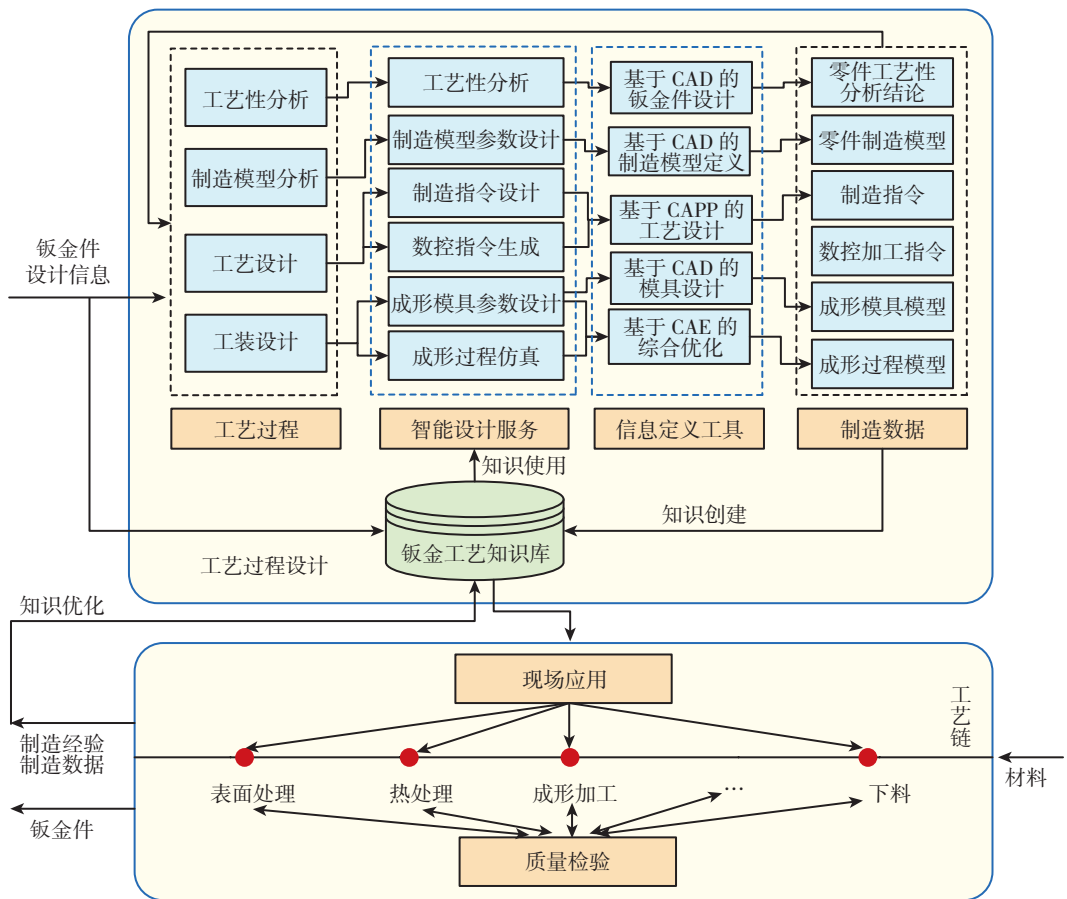 工艺性分析
制造模型分析
工艺设计
工装设计
工艺过程
工艺性分析
制造模型参数设计
制造指令设计
数控指令生成
成形模具参数设计
成形过程仿真
智能设计服务
基于 CAD 的
钣金件设计
基于 CAD 的
制造模型定义
基于 CAPP 的
工艺设计
基于 CAD 的
模具设计
基于 CAE 的
综合优化
信息定义工具
零件工艺性
分析结论
零件制造模型
制造指令
数控加工指令
成形模具模型
成形过程模型
制造数据
钣金件
设计信息
知识使用
知识创建
钣金工艺知识库
工艺过程设计
知识优化
现场应用
工艺链
制造经验
制造数据
材料
表面处理
热处理
成形加工
…
下料
钣金件
质量检验